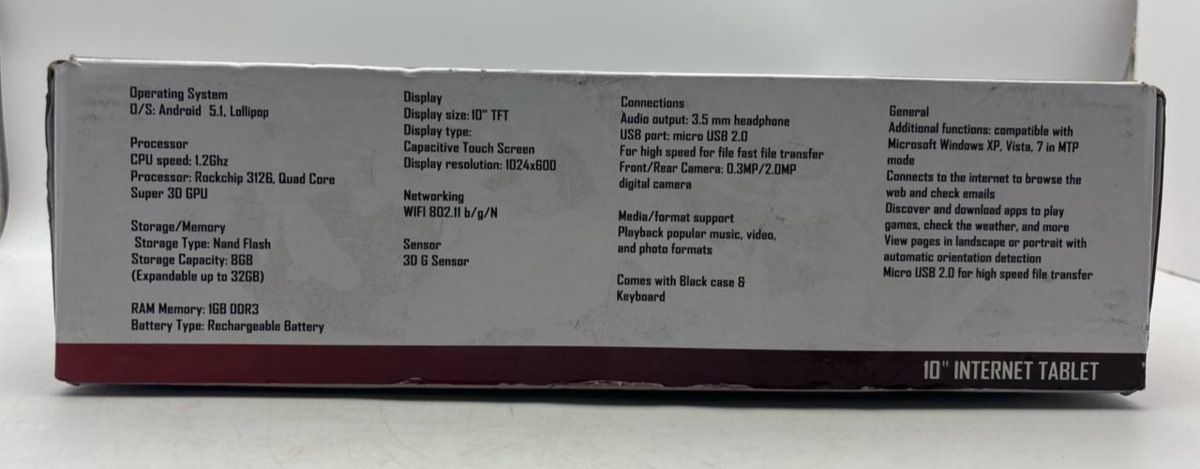 Operating System
O/S: Android 5.1, Lollipop
Processor
CPU speed: 1.2Ghz
Processor: Rockchip 3126, Quad Core
Super 3D GPU
Storage/Memory
Storage Type: Nand Flash
Storage Capacity: 8GB
(Expandable up to 32GB)
RAM Memory: 1GB DDR3
Battery Type: Rechargeable Battery
Display
Display size: 10" TFT
Display type:
Capacitive Touch Screen
Display resolution: 1024x600
Networking
WIFI 802.11 b/g/N
Sensor
3D G Sensor
Connections
Audio output: 3.5 mm headphone
USB port: micro USB 2.0
For high speed for file fast file transfer
Front/Rear Camera: 0.3MP/2.0MP
digital camera
Media/format support
Playback popular music, video,
and photo formats
Comes with Black case &
Keyboard
General
Additional functions: compatible with
Microsoft Windows XP, Vista, 7 in MTP
mode
Connects to the internet to browse the
web and check emails
Discover and download apps to play
games, check the weather, and more
View pages in landscape or portrait with
automatic orientation detection
Micro USB 2.0 for high speed file transfer
10" INTERNET TABLET